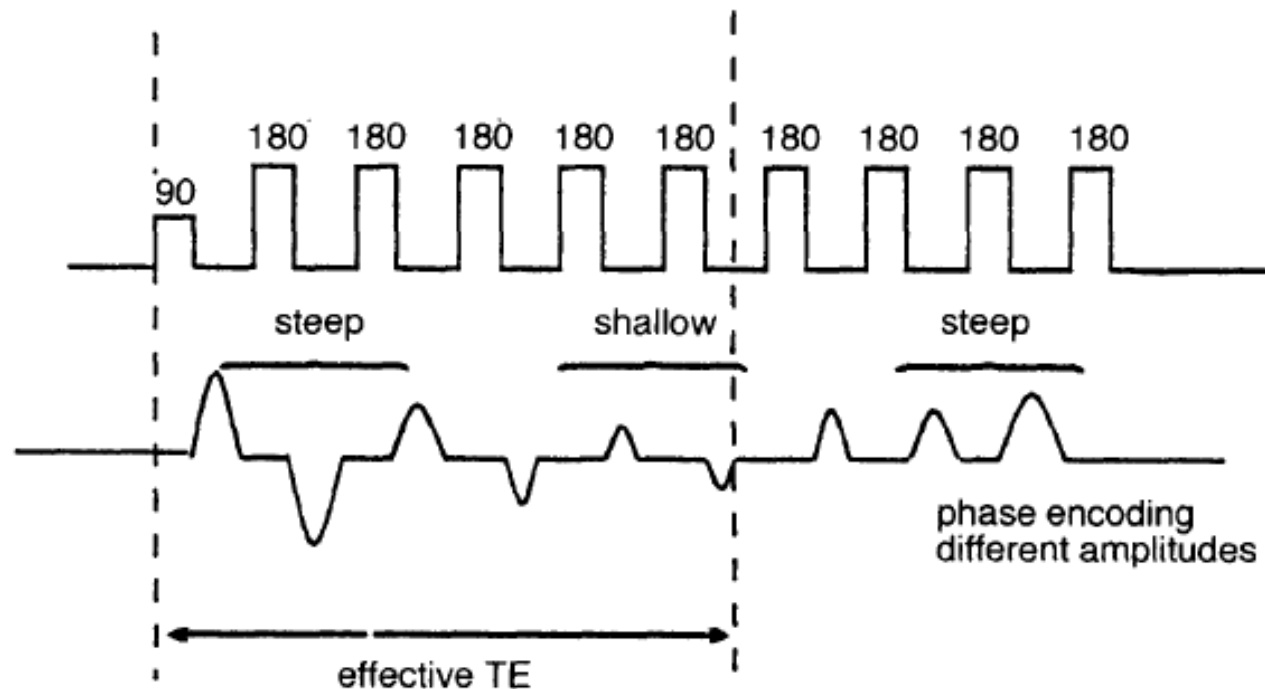 180 180 180 180 180 180 180 180 180
90
steep shallow steep
phase encoding
different amplitudes
effective TE